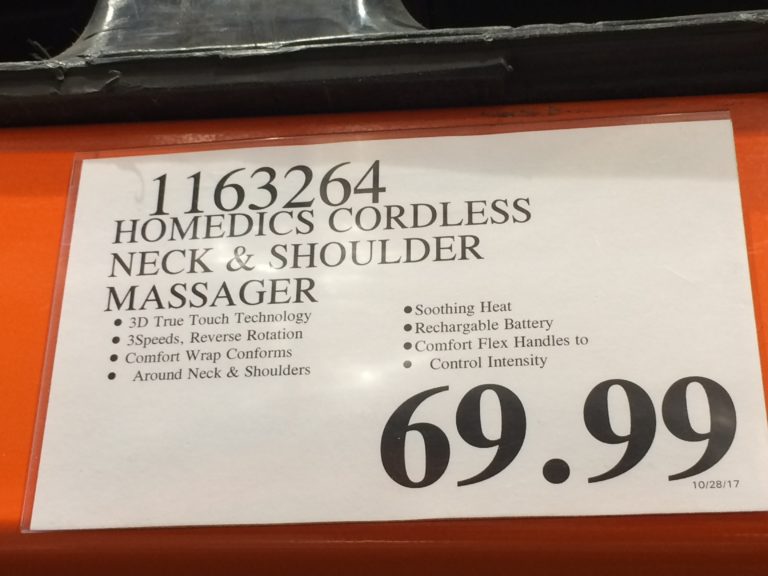 1163264
HOMEDICS CORDLESS
NECK & SHOULDER
MASSAGER
● 3D True Touch Technology
● 3Speeds, Reverse Rotation
● Comfort Wrap Conforms
● Around Neck & Shoulders
● Soothing Heat
● Rechargable Battery
● Comfort Flex Handles to
● Control Intensity
69.99
10/28/17